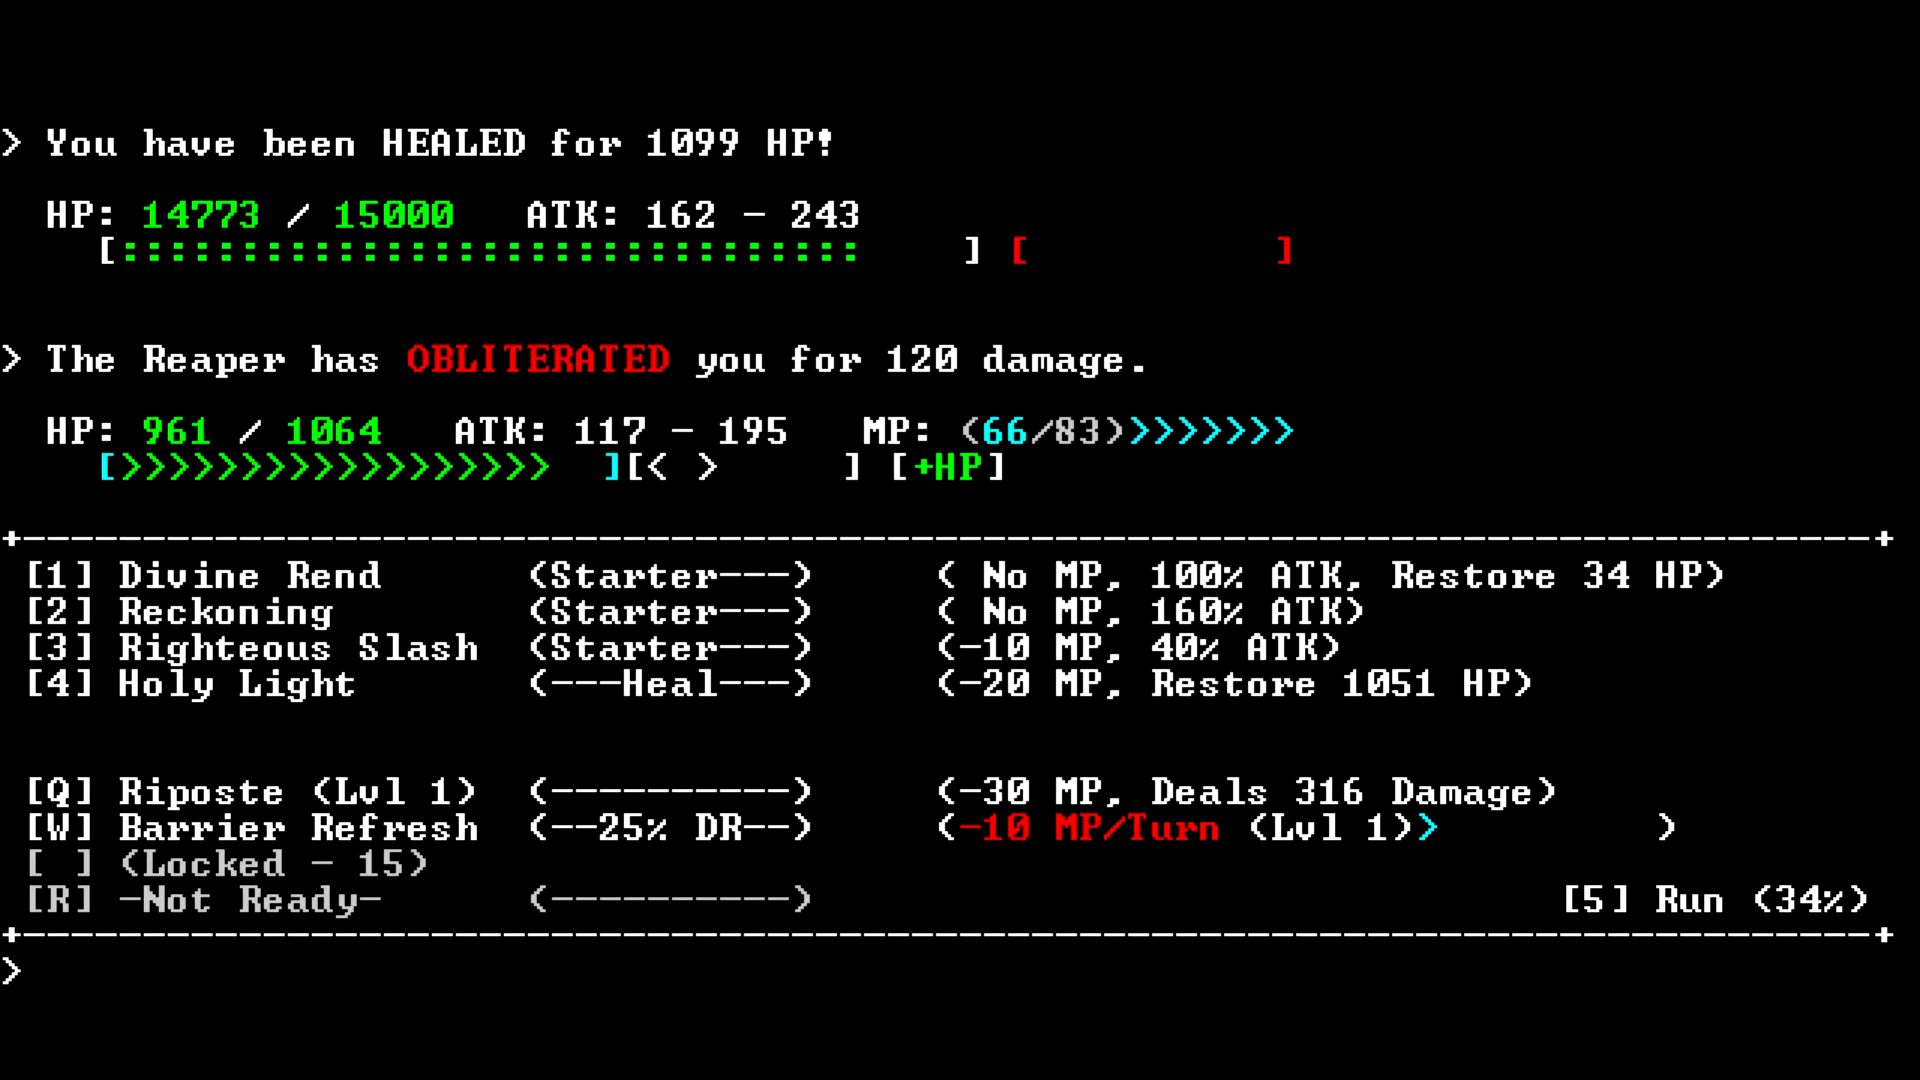 > You have been HEALED for 1099 HP!
HP: 14773 / 15000   ATK: 162 - 243
[:::::::::::::::::::::::::::::::    ] [          ]
> The Reaper has OBLITERATED you for 120 damage.
HP: 961 / 1064   ATK: 117 - 195   MP: (66/83)>>>>>>>
[>>>>>>>>>>>>>>>>>>  ][< >     ] [+HP]
+-----------------------------------------------------------------------------+
[1] Divine Rend      (Starter---)     ( No MP, 100% ATK, Restore 34 HP)
[2] Reckoning        (Starter---)     ( No MP, 160% ATK)
[3] Righteous Slash  (Starter---)     (-10 MP, 40% ATK)
[4] Holy Light       (---Heal---)     (-20 MP, Restore 1051 HP)
[Q] Riposte (Lvl 1)  (----------)     (-30 MP, Deals 316 Damage)
[W] Barrier Refresh  (--25% DR--)     (-10 MP/Turn (Lvl 1)>         )
[ ] (Locked - 15)
[R] -Not Ready-      (----------)                               [5] Run (34%)
+-----------------------------------------------------------------------------+
>